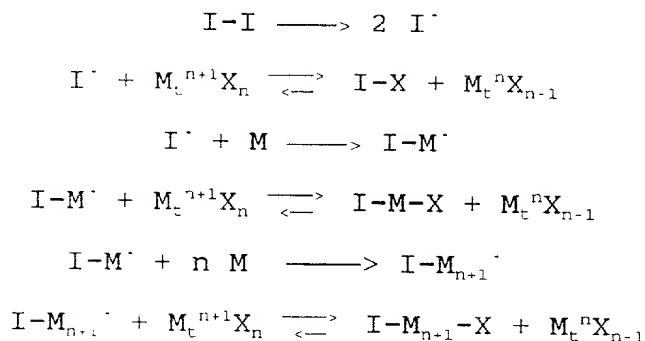 I-I ⟶ 2 I˙
I˙ + Mₜⁿ⁺¹Xₙ ⇌ I-X + MₜⁿXₙ₋₁
I˙ + M ⟶ I-M˙
I-M˙ + Mₜⁿ⁺¹Xₙ ⇌ I-M-X + MₜⁿXₙ₋₁
I-M˙ + n M ⟶ I-Mₙ₊₁˙
I-Mₙ₊₁˙ + Mₜⁿ⁺¹Xₙ ⇌ I-Mₙ₊₁-X + MₜⁿXₙ₋₁